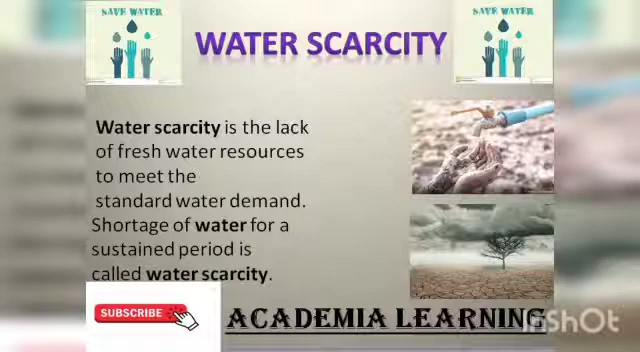 SAVE WATER
SAVE WATER
WATER SCARCITY
Water scarcity is the lack
of fresh water resources
to meet the
standard water demand.
Shortage of water for a
sustained period is
called water scarcity.
SUBSCRIBE
ACADEMIA LEARNING
InShOt